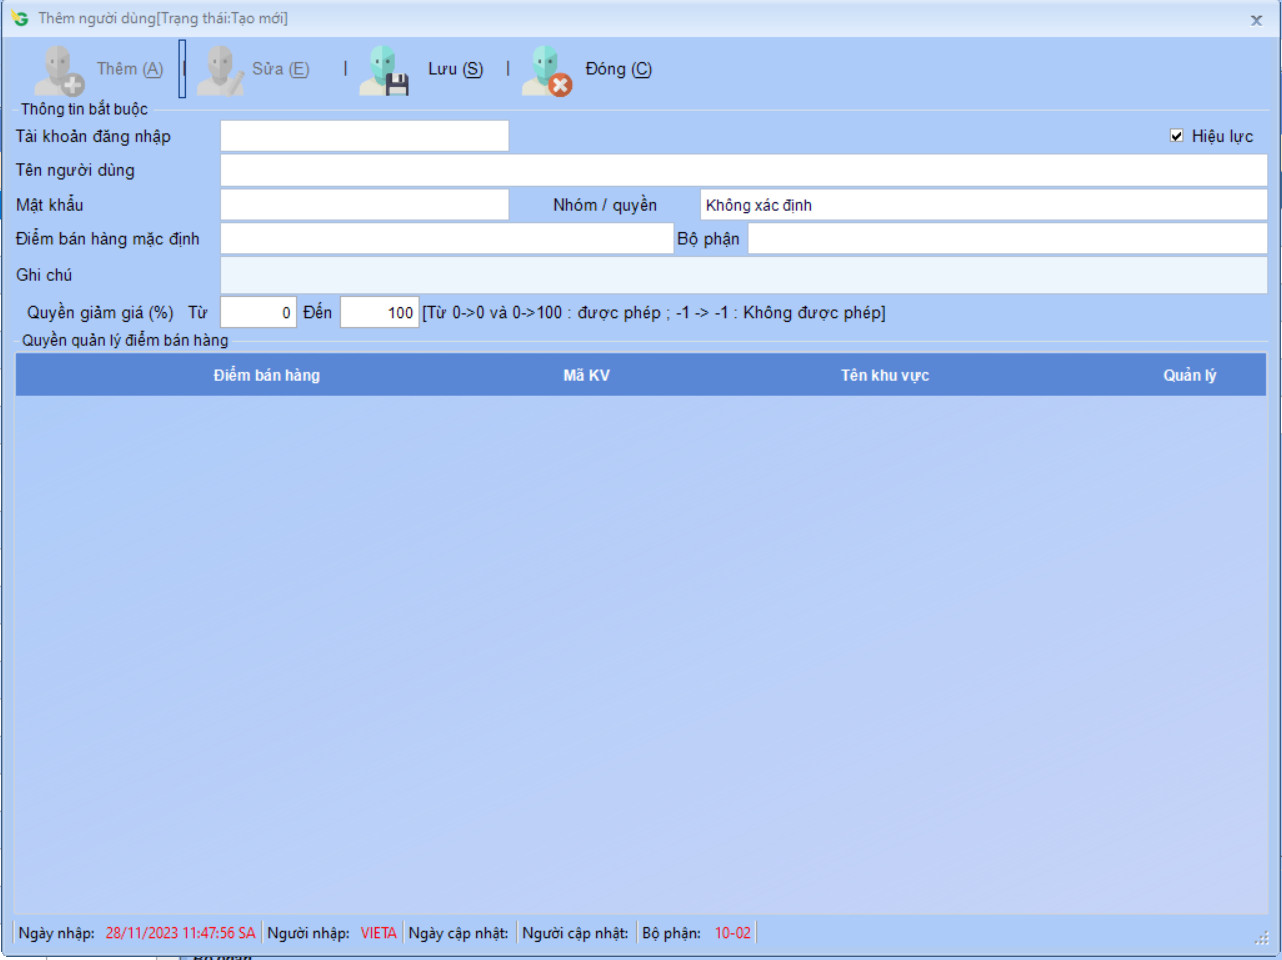 Thêm người dùng[Trạng thái:Tạo mới]
Thêm (A) | Sửa (E) | Lưu (S) | Đóng (C)
Thông tin bắt buộc
Tài khoản đăng nhập Hiệu lực
Tên người dùng
Mật khẩu Nhóm / quyền Không xác định
Điểm bán hàng mặc định Bộ phận
Ghi chú
Quyền giảm giá (%) Từ 0 Đến 100 [Từ 0->0 và 0->100 : được phép ; -1 -> -1 : Không được phép]
Quyền quản lý điểm bán hàng
Điểm bán hàng Mã KV Tên khu vực Quản lý
Ngày nhập: 28/11/2023 11:47:56 SA Người nhập: VIETA Ngày cập nhật: Người cập nhật: Bộ phận: 10-02